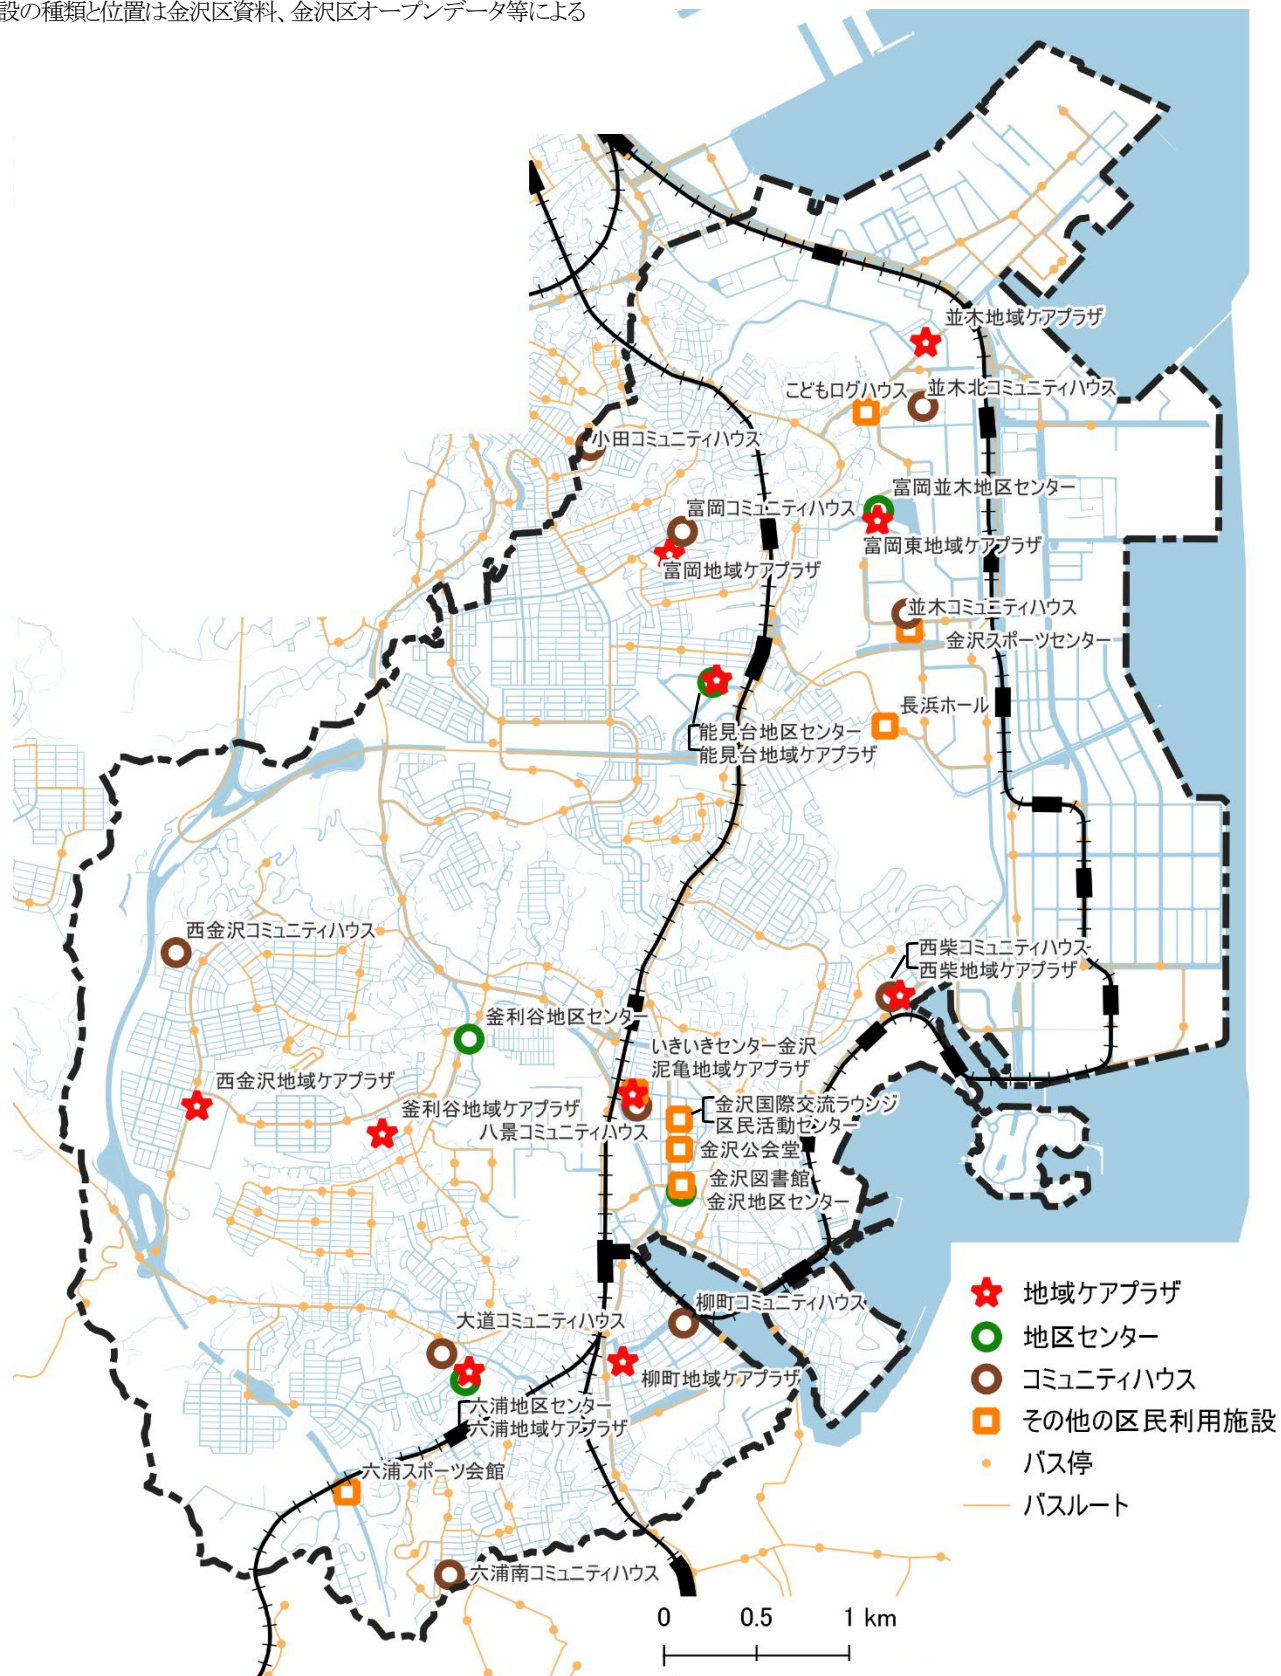 設の種類と位置は金沢区資料、金沢区オープンデータ等による
並木地域ケアプラザ
こどもログハウス
並木北コミュニティハウス
小田コミュニティハウス
富岡並木地区センター
富岡コミュニティハウス
富岡東地域ケアプラザ
富岡地域ケアプラザ
並木コミュニティハウス
金沢スポーツセンター
長浜ホール
能見台地区センター
能見台地域ケアプラザ
西金沢コミュニティハウス
西柴コミュニティハウス
西柴地域ケアプラザ
釜利谷地区センター
いきいきセンター金沢
泥亀地域ケアプラザ
西金沢地域ケアプラザ
釜利谷地域ケアプラザ
八景コミュニティハウス
金沢国際交流ラウンジ
区民活動センター
金沢公会堂
金沢図書館
金沢地区センター
柳町コミュニティハウス
大道コミュニティハウス
柳町地域ケアプラザ
六浦地区センター
六浦地域ケアプラザ
六浦スポーツ会館
六浦南コミュニティハウス
地域ケアプラザ
地区センター
コミュニティハウス
その他の区民利用施設
バス停
バスルート
0 0.5 1 km